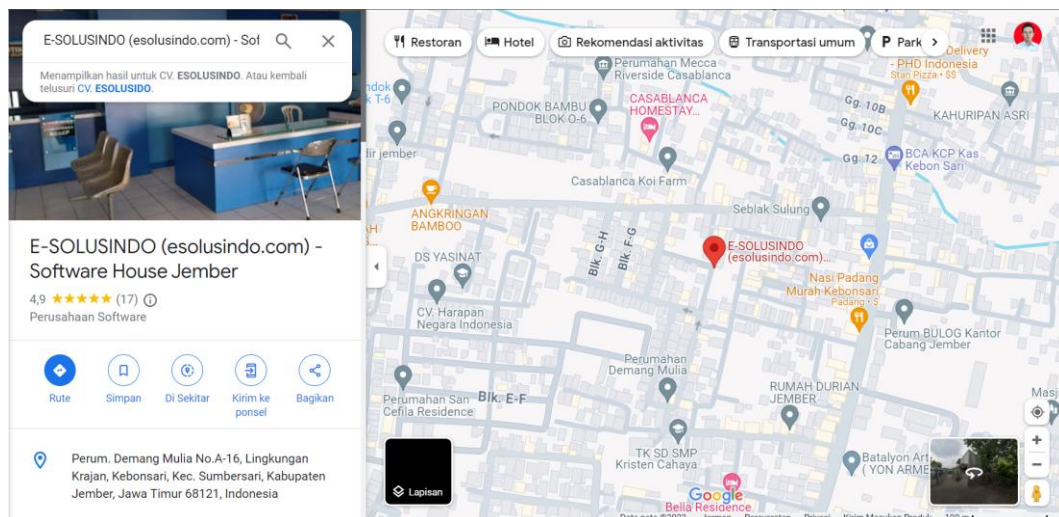 E-SOLUSINDO (esolusindo.com) - Sof
Menampilkan hasil untuk CV. ESOLUSINDO. Atau kembali
telusuri CV. ESOLUSIDO.
E-SOLUSINDO (esolusindo.com) -
Software House Jember
4,9 ★★★★★ (17)
Perusahaan Software
Rute
Simpan
Di Sekitar
Kirim ke
ponsel
Bagikan
Perum. Demang Mulia No.A-16, Lingkungan
Krajan, Kebonsari, Kec. Sumbersari, Kabupaten
Jember, Jawa Timur 68121, Indonesia
Restoran
Hotel
Rekomendasi aktivitas
Transportasi umum
P Park
Delivery
- PHD Indonesia
Stan Pizza • $$
Perumahan Mecca
Riverside Casablanca
PONDOK BAMBU
BLOK O-6
CASABLANCA
HOMESTAY...
Gg. 10B
Gg. 10C
KAHURIPAN ASRI
Gg. 12
BCA KCP Kas
Kebon Sari
jember
Casablanca Koi Farm
ANGKRINGAN
BAMBOO
Seblak Sulung
Blk. G-H
Blk. F-G
E-SOLUSINDO
(esolusindo.com)...
DS YASINAT
Nasi Padang
Murah Kebonsari
Padang • $
CV. Harapan
Negara Indonesia
Perum BULOG Kantor
Cabang Jember
Perumahan
Demang Mulia
Perumahan San
Cefila Residence
Blk. E-F
RUMAH DURIAN
JEMBER
TK SD SMP
Kristen Cahaya
Batalyon Art
( YON ARME
Lapisan
Google
Bella Residence